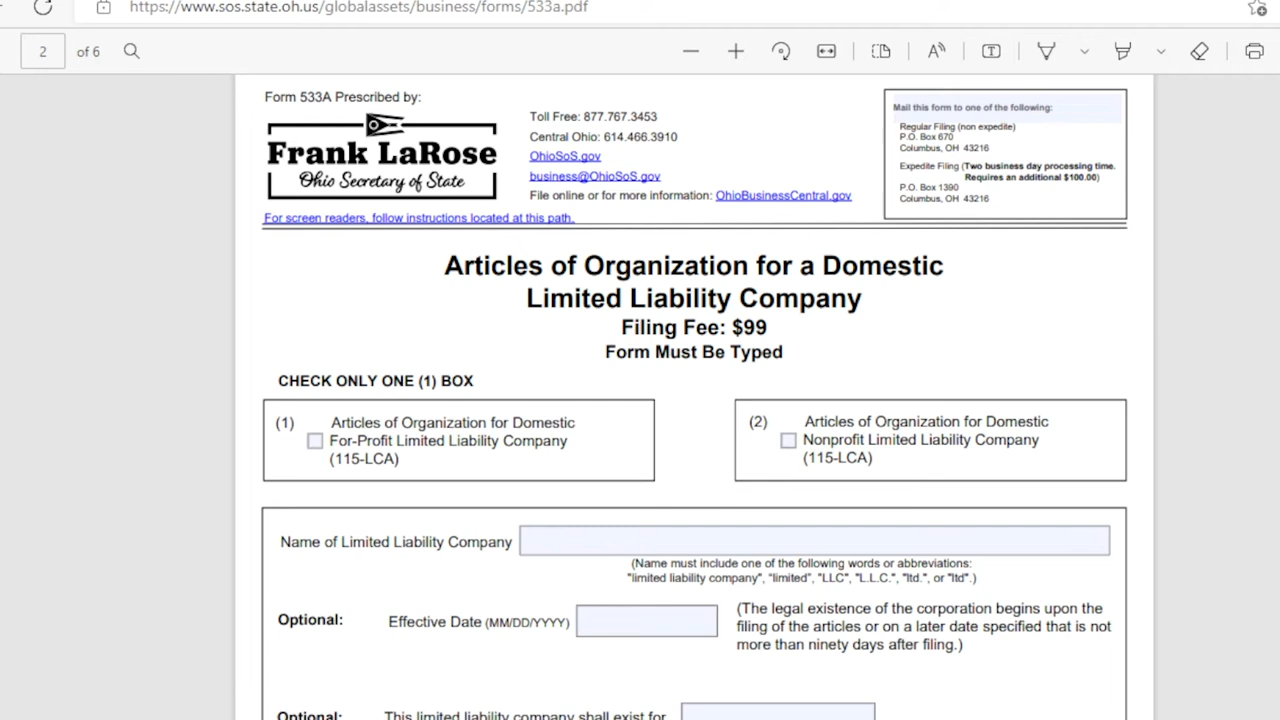 https://www.sos.state.oh.us/globalassets/business/forms/533a.pdf
2 of 6
Form 533A Prescribed by:
Frank LaRose
Ohio Secretary of State
For screen readers, follow instructions located at this path.
Toll Free: 877.767.3453
Central Ohio: 614.466.3910
OhioSoS.gov
business@OhioSoS.gov
File online or for more information: OhioBusinessCentral.gov
Mail this form to one of the following:
Regular Filing (non expedite)
P.O. Box 670
Columbus, OH 43216
Expedite Filing (Two business day processing time.
Requires an additional $100.00)
P.O. Box 1390
Columbus, OH 43216
Articles of Organization for a Domestic
Limited Liability Company
Filing Fee: $99
Form Must Be Typed
CHECK ONLY ONE (1) BOX
(1) Articles of Organization for Domestic
For-Profit Limited Liability Company
(115-LCA)
(2) Articles of Organization for Domestic
Nonprofit Limited Liability Company
(115-LCA)
Name of Limited Liability Company
(Name must include one of the following words or abbreviations:
"limited liability company", "limited", "LLC", "L.L.C.", "ltd.", or "ltd".)
Optional: Effective Date (MM/DD/YYYY)
(The legal existence of the corporation begins upon the
filing of the articles or on a later date specified that is not
more than ninety days after filing.)
Optional: This limited liability company shall exist for